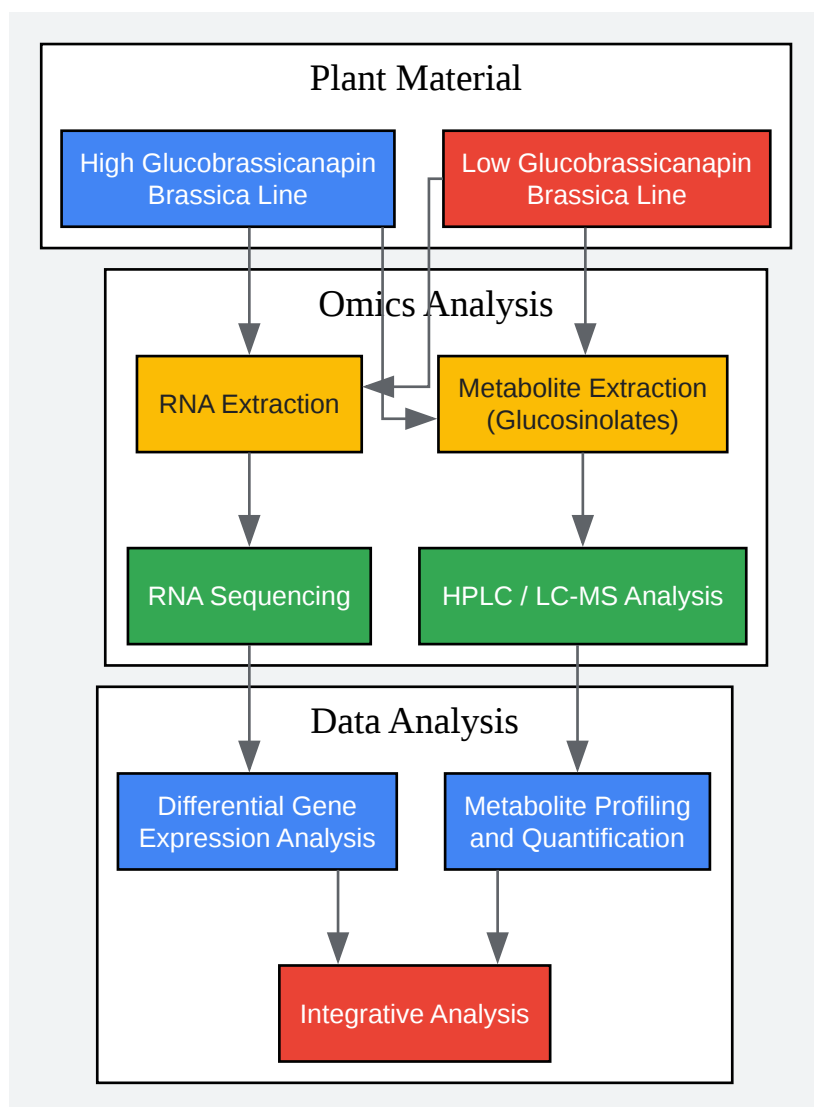 Plant Material
High Glucobrassicanapin
Brassica Line
Low Glucobrassicanapin
Brassica Line
Omics Analysis
RNA Extraction
Metabolite Extraction
(Glucosinolates)
RNA Sequencing
HPLC / LC-MS Analysis
Data Analysis
Differential Gene
Expression Analysis
Metabolite Profiling
and Quantification
Integrative Analysis